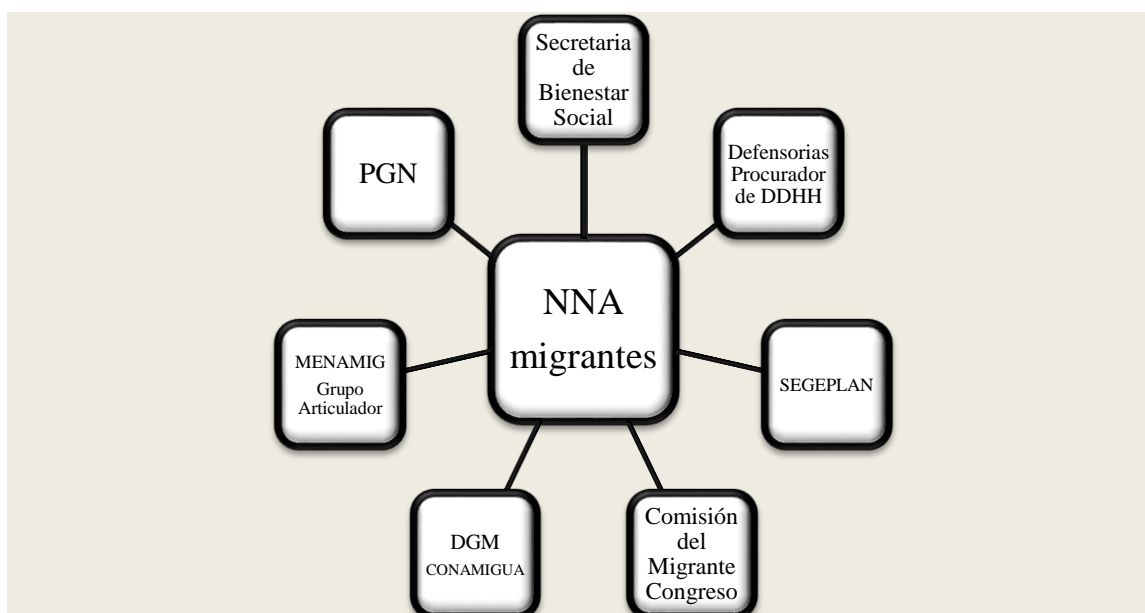 Secretaria
de
Bienestar
Social
PGN
Defensorias
Procurador
de DDHH
NNA
migrantes
MENAMIG
Grupo
Articulador
SEGEPLAN
DGM
CONAMIGUA
Comisión
del
Migrante
Congreso